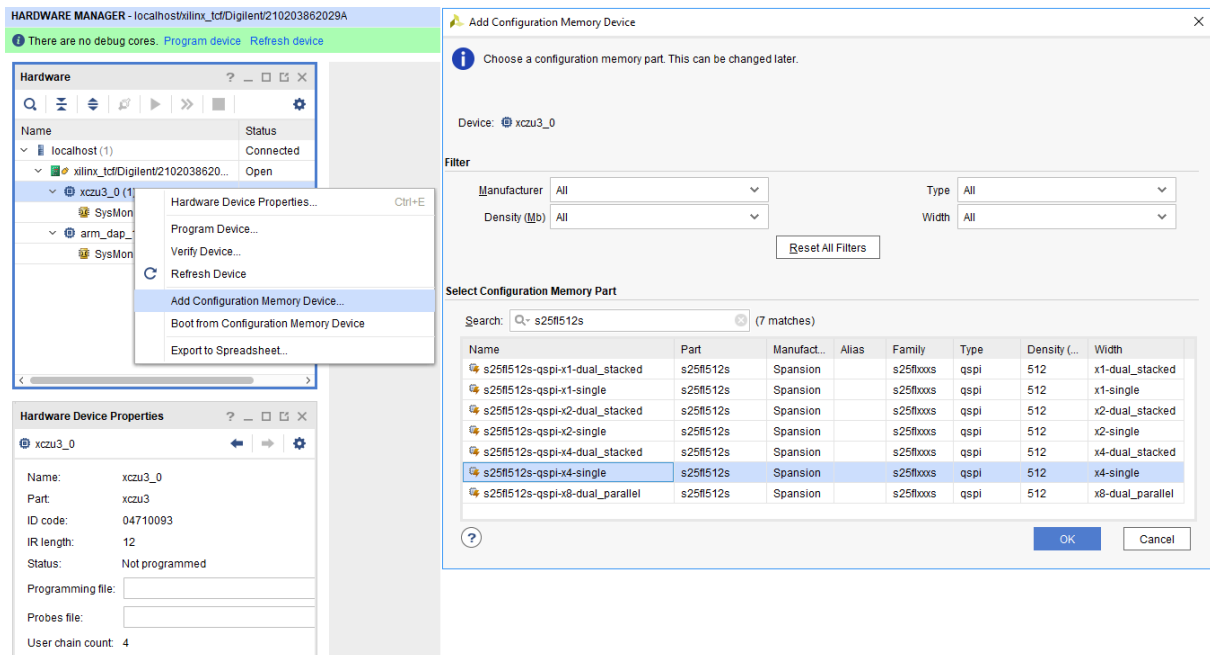 HARDWARE MANAGER - localhost/xilinx_tcf/Digilent/210203862029A
There are no debug cores. Program device Refresh device
Hardware
Name Status
localhost (1) Connected
xilinx_tcf/Digilent/2102038620... Open
xczu3_0 (1
SysMon
arm_dap_
SysMon
Hardware Device Properties... Ctrl+E
Program Device...
Verify Device...
Refresh Device
Add Configuration Memory Device...
Boot from Configuration Memory Device
Export to Spreadsheet...
Hardware Device Properties
xczu3_0
Name: xczu3_0
Part: xczu3
ID code: 04710093
IR length: 12
Status: Not programmed
Programming file:
Probes file:
User chain count: 4
Add Configuration Memory Device
Choose a configuration memory part. This can be changed later.
Device: xczu3_0
Filter
Manufacturer All Type All
Density (Mb) All Width All
Reset All Filters
Select Configuration Memory Part
Search: s25fl512s (7 matches)
Name Part Manufact... Alias Family Type Density (... Width
s25fl512s-qspi-x1-dual_stacked s25fl512s Spansion s25flxxxs qspi 512 x1-dual_stacked
s25fl512s-qspi-x1-single s25fl512s Spansion s25flxxxs qspi 512 x1-single
s25fl512s-qspi-x2-dual_stacked s25fl512s Spansion s25flxxxs qspi 512 x2-dual_stacked
s25fl512s-qspi-x2-single s25fl512s Spansion s25flxxxs qspi 512 x2-single
s25fl512s-qspi-x4-dual_stacked s25fl512s Spansion s25flxxxs qspi 512 x4-dual_stacked
s25fl512s-qspi-x4-single s25fl512s Spansion s25flxxxs qspi 512 x4-single
s25fl512s-qspi-x8-dual_parallel s25fl512s Spansion s25flxxxs qspi 512 x8-dual_parallel
OK Cancel